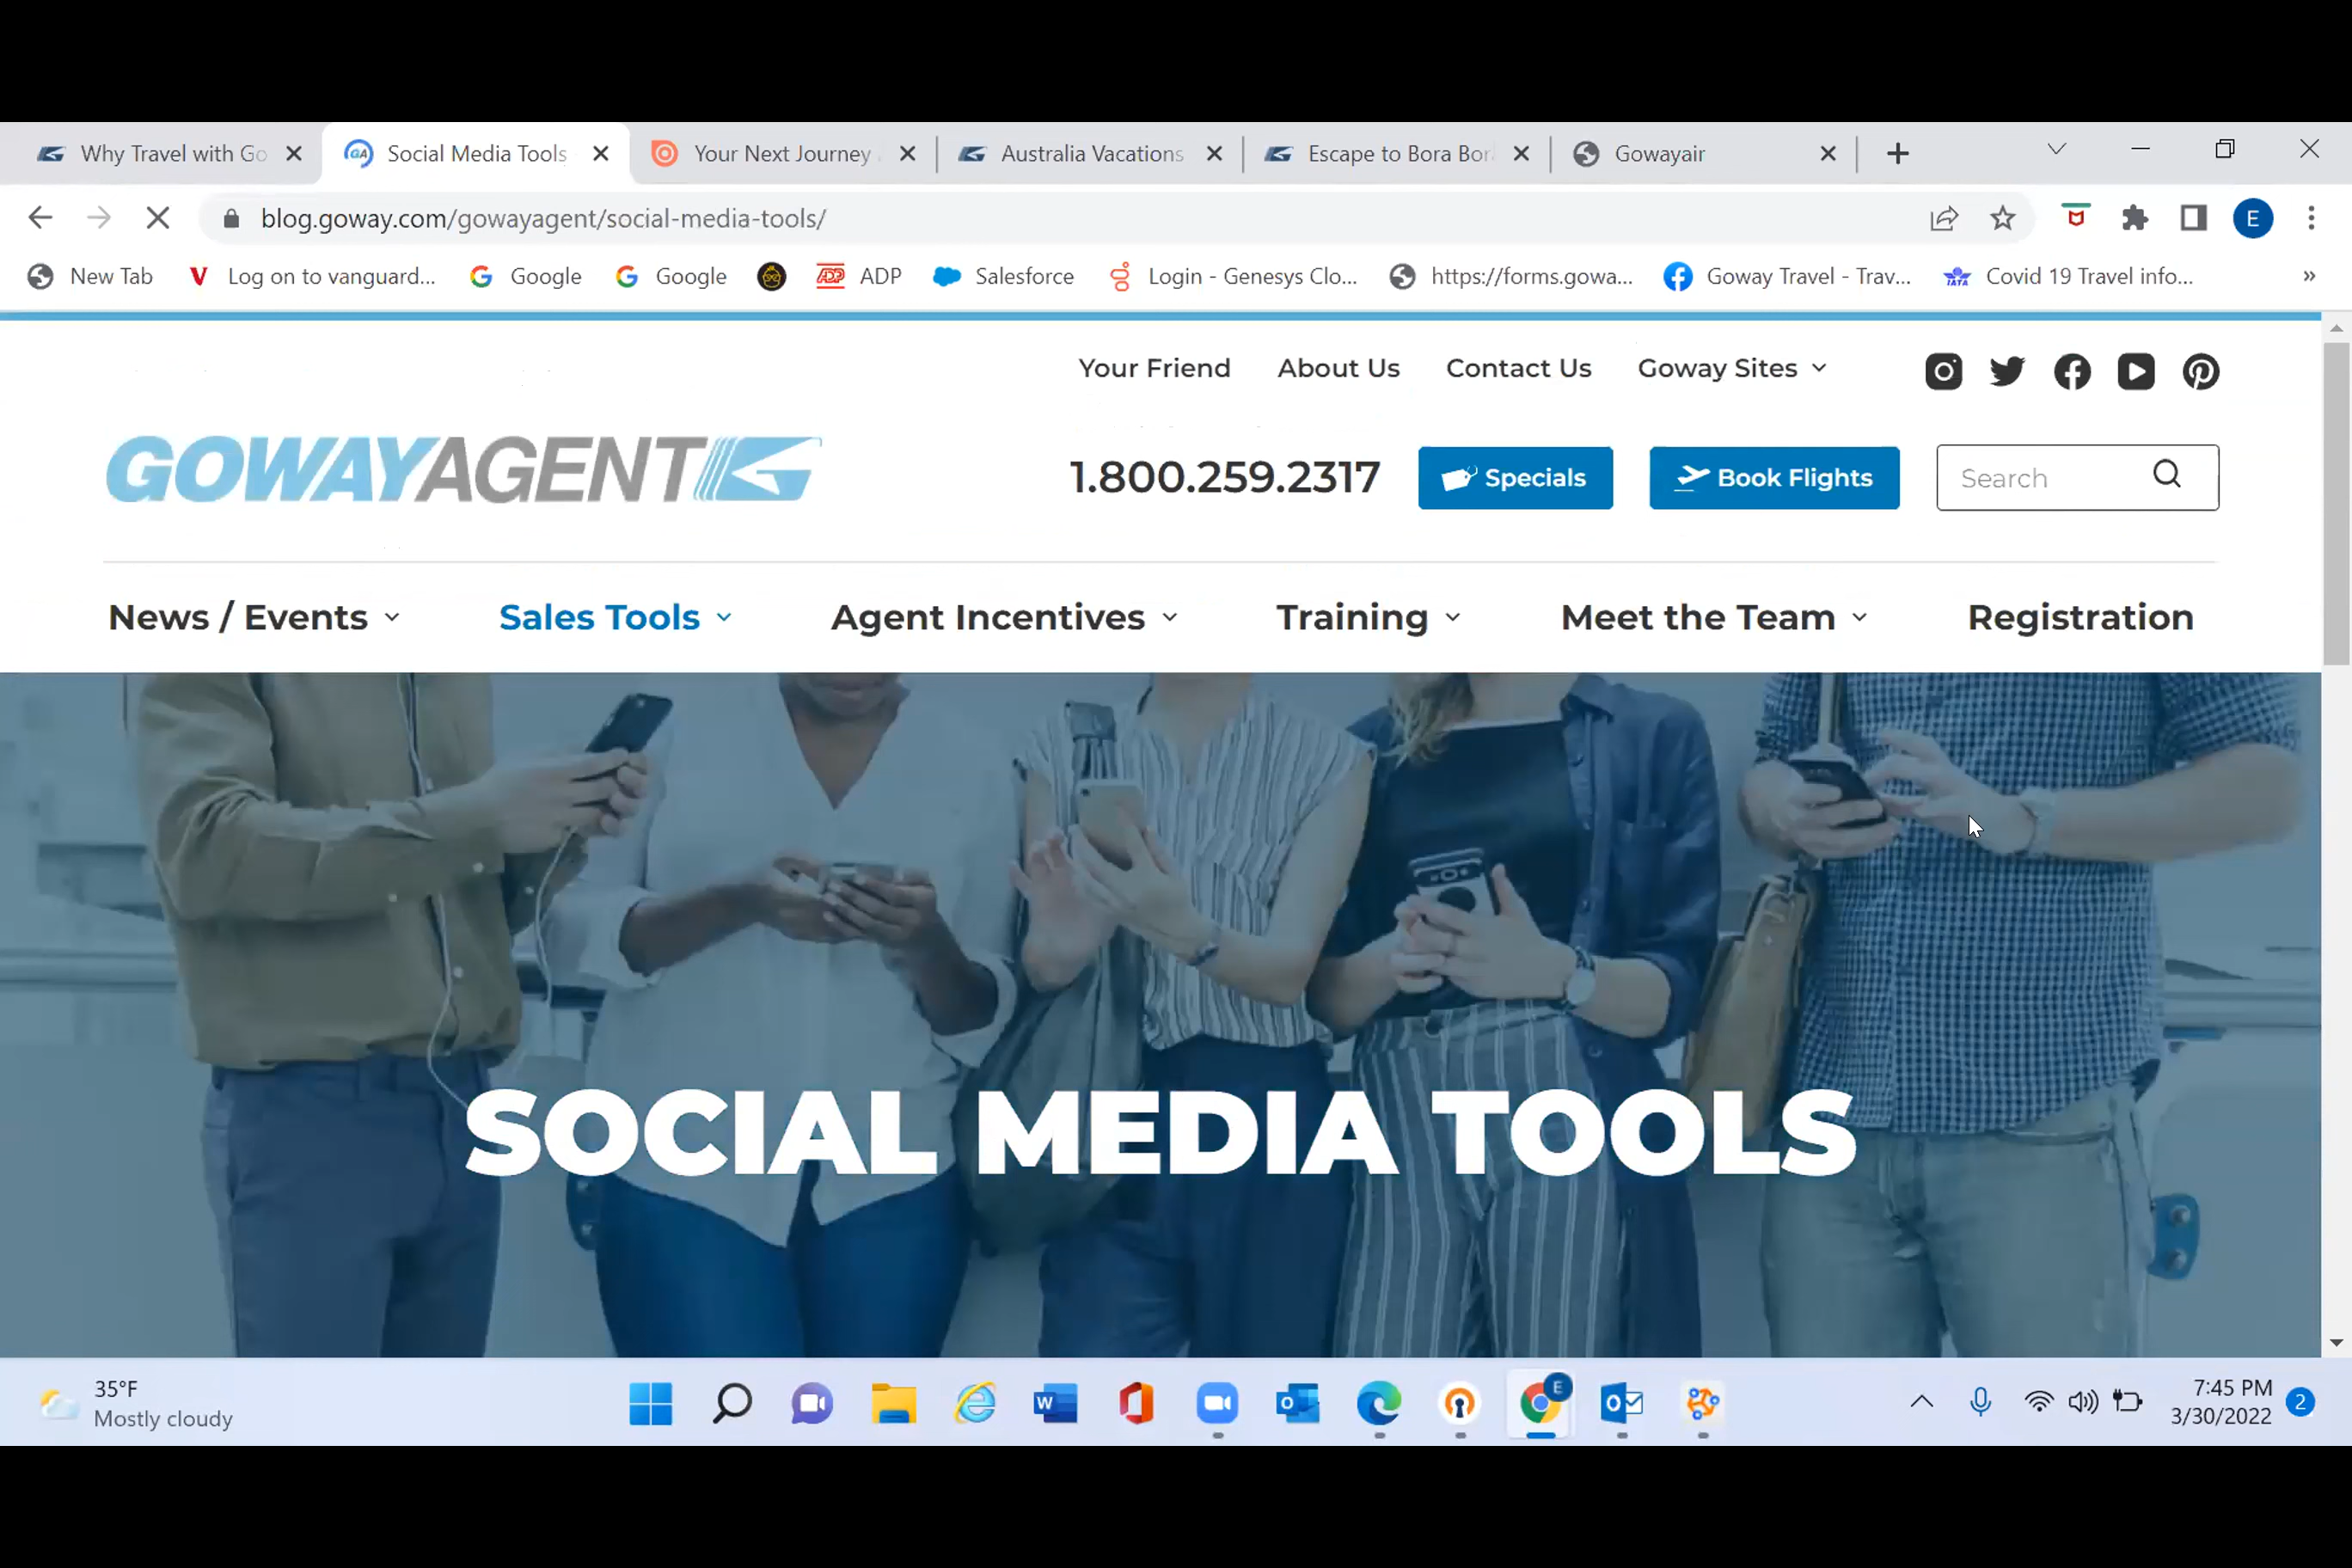 Why Travel with Go
Social Media Tools
Your Next Journey
Australia Vacations
Escape to Bora Bor
Gowayair
blog.goway.com/gowayagent/social-media-tools/
E
New Tab
Log on to vanguard...
Google
Google
ADP
Salesforce
Login - Genesys Clo...
https://forms.gowa...
Goway Travel - Trav...
Covid 19 Travel info...
»
Your Friend
About Us
Contact Us
Goway Sites
GOWAYAGENT
1.800.259.2317
Specials
Book Flights
Search
News / Events
Sales Tools
Agent Incentives
Training
Meet the Team
Registration
SOCIAL MEDIA TOOLS
35°F
Mostly cloudy
7:45 PM
3/30/2022
2